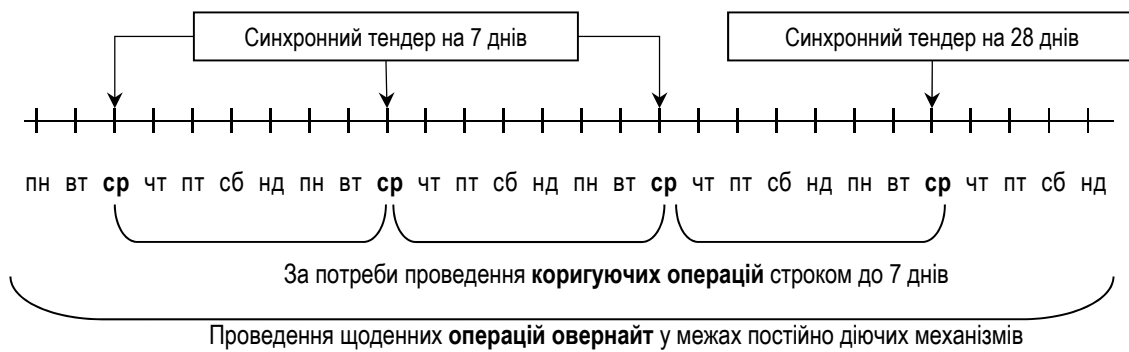 Синхронний тендер на 7 днів
Синхронний тендер на 28 днів
пн вт ср чт пт сб нд пн вт ср чт пт сб нд пн вт ср чт пт сб нд пн вт ср чт пт сб нд
За потреби проведення коригуючих операцій строком до 7 днів
Проведення щоденних операцій овернайт у межах постійно діючих механізмів